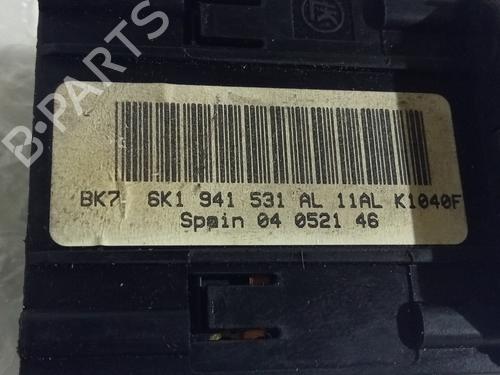 B-PARTS
BK7 6K1 941 531 AL 11AL K1040F
Spain 04 0521 46